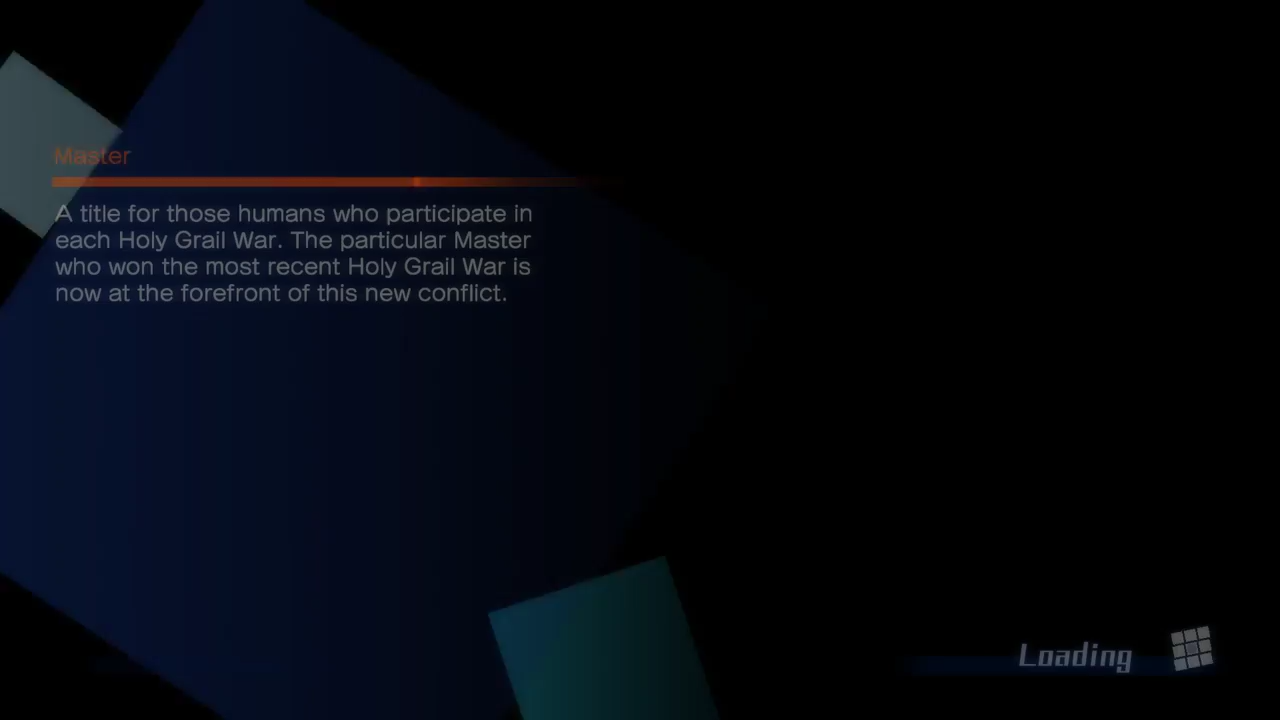 Master
A title for those humans who participate in
each Holy Grail War. The particular Master
who won the most recent Holy Grail War is
now at the forefront of this new conflict.
Loading